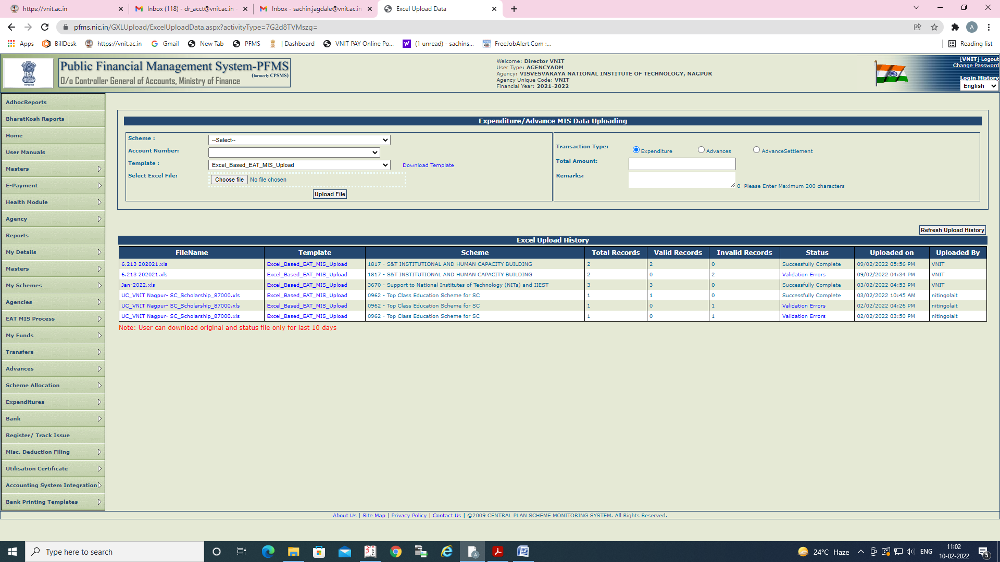 https://vnit.ac.in
Inbox (118) - dr_acct@vnit.ac.in -
Inbox - sachin.jagdale@vnit.ac.in
Excel Upload Data
pfms.nic.in/GXLUpload/ExcelUploadData.aspx?activityType=7G2d8TVMszg=
A
Apps
BillDesk
https://vnit.ac.in
Gmail
New Tab
PFMS
| Dashboard
VNIT PAY Online Po...
(1 unread) - sachins...
FreeJobAlert.Com :...
Reading list
Public Financial Management System-PFMS
(formerly CPSMS)
O/o Controller General of Accounts, Ministry of Finance
Welcome: Director VNIT
User Type: AGENCYADM
Agency: VISVESVARAYA NATIONAL INSTITUTE OF TECHNOLOGY, NAGPUR
Agency Unique Code: VNIT
Financial Year: 2021-2022
[VNIT] Logout
Change Password
Login History
English
AdhocReports
BharatKosh Reports
Home
User Manuals
Masters
E-Payment
Health Module
Agency
Reports
My Details
Masters
My Schemes
Agencies
EAT MIS Process
My Funds
Transfers
Advances
Scheme Allocation
Expenditures
Bank
Register/ Track Issue
Misc. Deduction Filing
Utilisation Certificate
Accounting System Integration
Bank Printing Templates
Expenditure/Advance MIS Data Uploading
Scheme : --Select--
Account Number:
Template : Excel_Based_EAT_MIS_Upload Download Template
Select Excel File: Choose file No file chosen
Upload File
Transaction Type: Expenditure Advances AdvanceSettlement
Total Amount:
Remarks: 0 Please Enter Maximum 200 characters
Refresh Upload History
Excel Upload History
FileName Template Scheme Total Records Valid Records Invalid Records Status Uploaded on Uploaded By
6.213 202021.xls Excel_Based_EAT_MIS_Upload 1817 - S&T INSTITUTIONAL AND HUMAN CAPACITY BUILDING 2 2 0 Successfully Complete 09/02/2022 05:56 PM VNIT
6.213 202021.xls Excel_Based_EAT_MIS_Upload 1817 - S&T INSTITUTIONAL AND HUMAN CAPACITY BUILDING 2 0 2 Validation Errors 09/02/2022 04:34 PM VNIT
Jan-2022.xls Excel_Based_EAT_MIS_Upload 3670 - Support to National Institutes of Technology (NITs) and IIEST 3 3 0 Successfully Complete 03/02/2022 04:53 PM VNIT
UC_VNIT Nagpur- SC_Scholarship_87000.xls Excel_Based_EAT_MIS_Upload 0962 - Top Class Education Scheme for SC 1 1 0 Successfully Complete 03/02/2022 10:45 AM nitingolait
UC_VNIT Nagpur- SC_Scholarship_87000.xls Excel_Based_EAT_MIS_Upload 0962 - Top Class Education Scheme for SC 1 0 1 Validation Errors 02/02/2022 04:26 PM nitingolait
UC_VNIT Nagpur- SC_Scholarship_87000.xls Excel_Based_EAT_MIS_Upload 0962 - Top Class Education Scheme for SC 1 0 1 Validation Errors 02/02/2022 03:50 PM nitingolait
Note: User can download original and status file only for last 10 days
About Us | Site Map | Privacy Policy | Contact Us | ©2009 CENTRAL PLAN SCHEME MONITORING SYSTEM. All Rights Reserved.
Type here to search
24°C Haze
ENG
11:02
10-02-2022
5